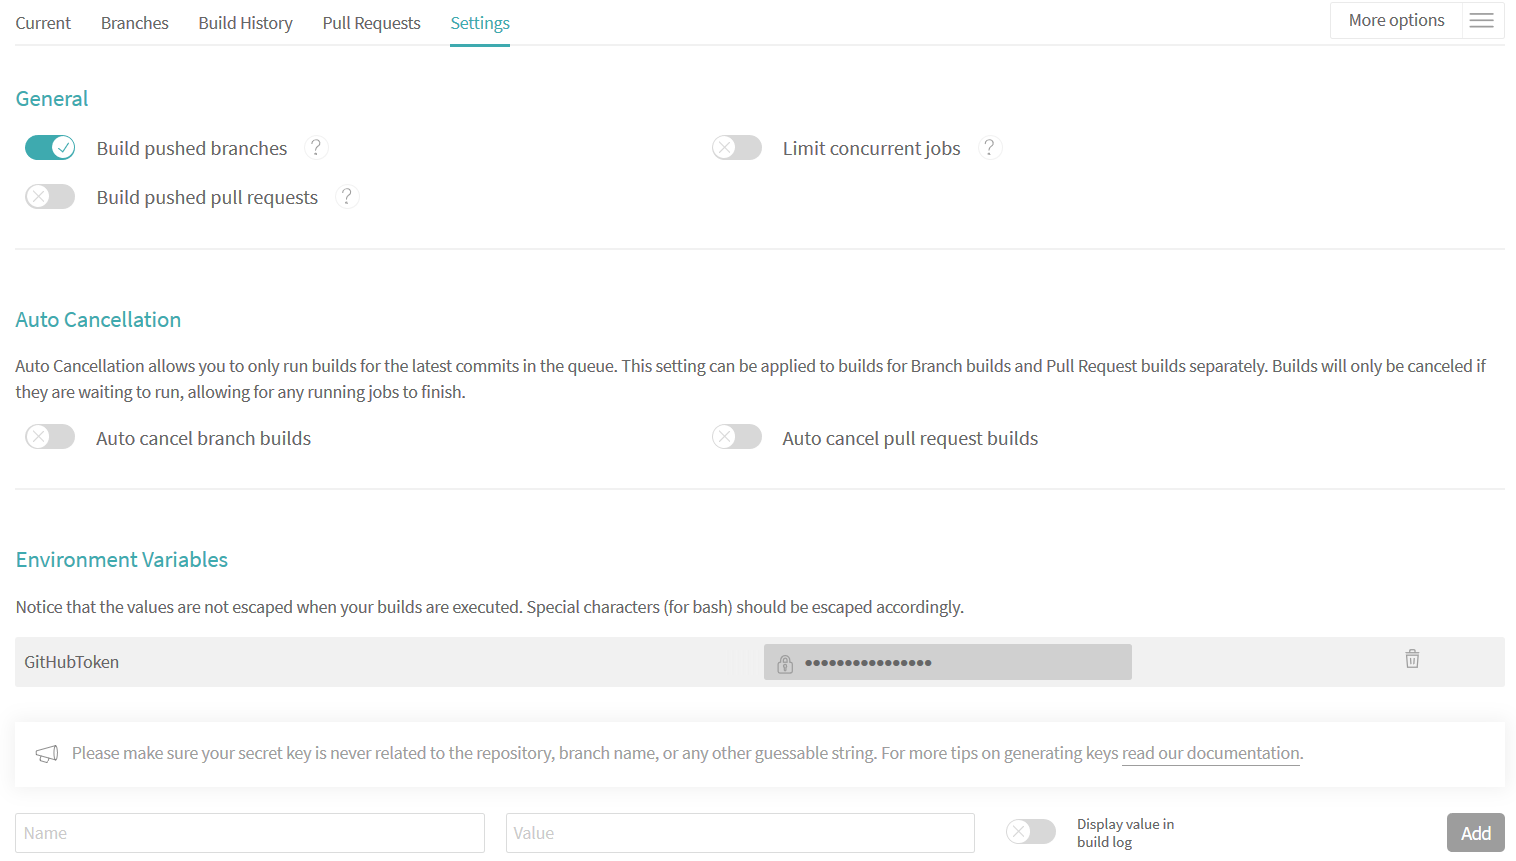 Current Branches Build History Pull Requests Settings More options
General
Build pushed branches ? Limit concurrent jobs ?
Build pushed pull requests ?
Auto Cancellation
Auto Cancellation allows you to only run builds for the latest commits in the queue. This setting can be applied to builds for Branch builds and Pull Request builds separately. Builds will only be canceled if
they are waiting to run, allowing for any running jobs to finish.
Auto cancel branch builds Auto cancel pull request builds
Environment Variables
Notice that the values are not escaped when your builds are executed. Special characters (for bash) should be escaped accordingly.
GitHubToken ••••••••••••••••
Please make sure your secret key is never related to the repository, branch name, or any other guessable string. For more tips on generating keys read our documentation.
Name Value Display value in
build log Add